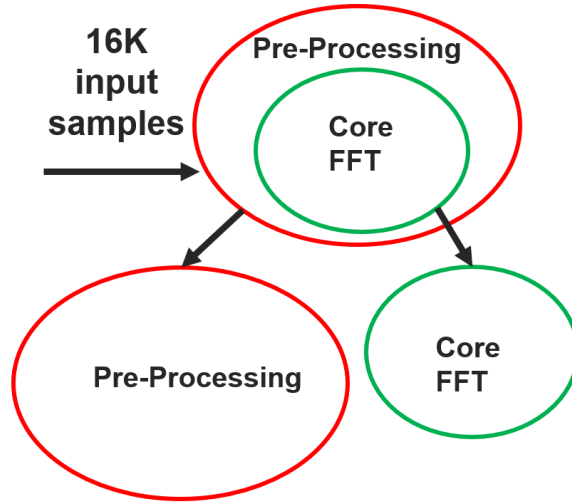 16K
input
samples
Pre-Processing
Core
FFT
Pre-Processing
Core
FFT